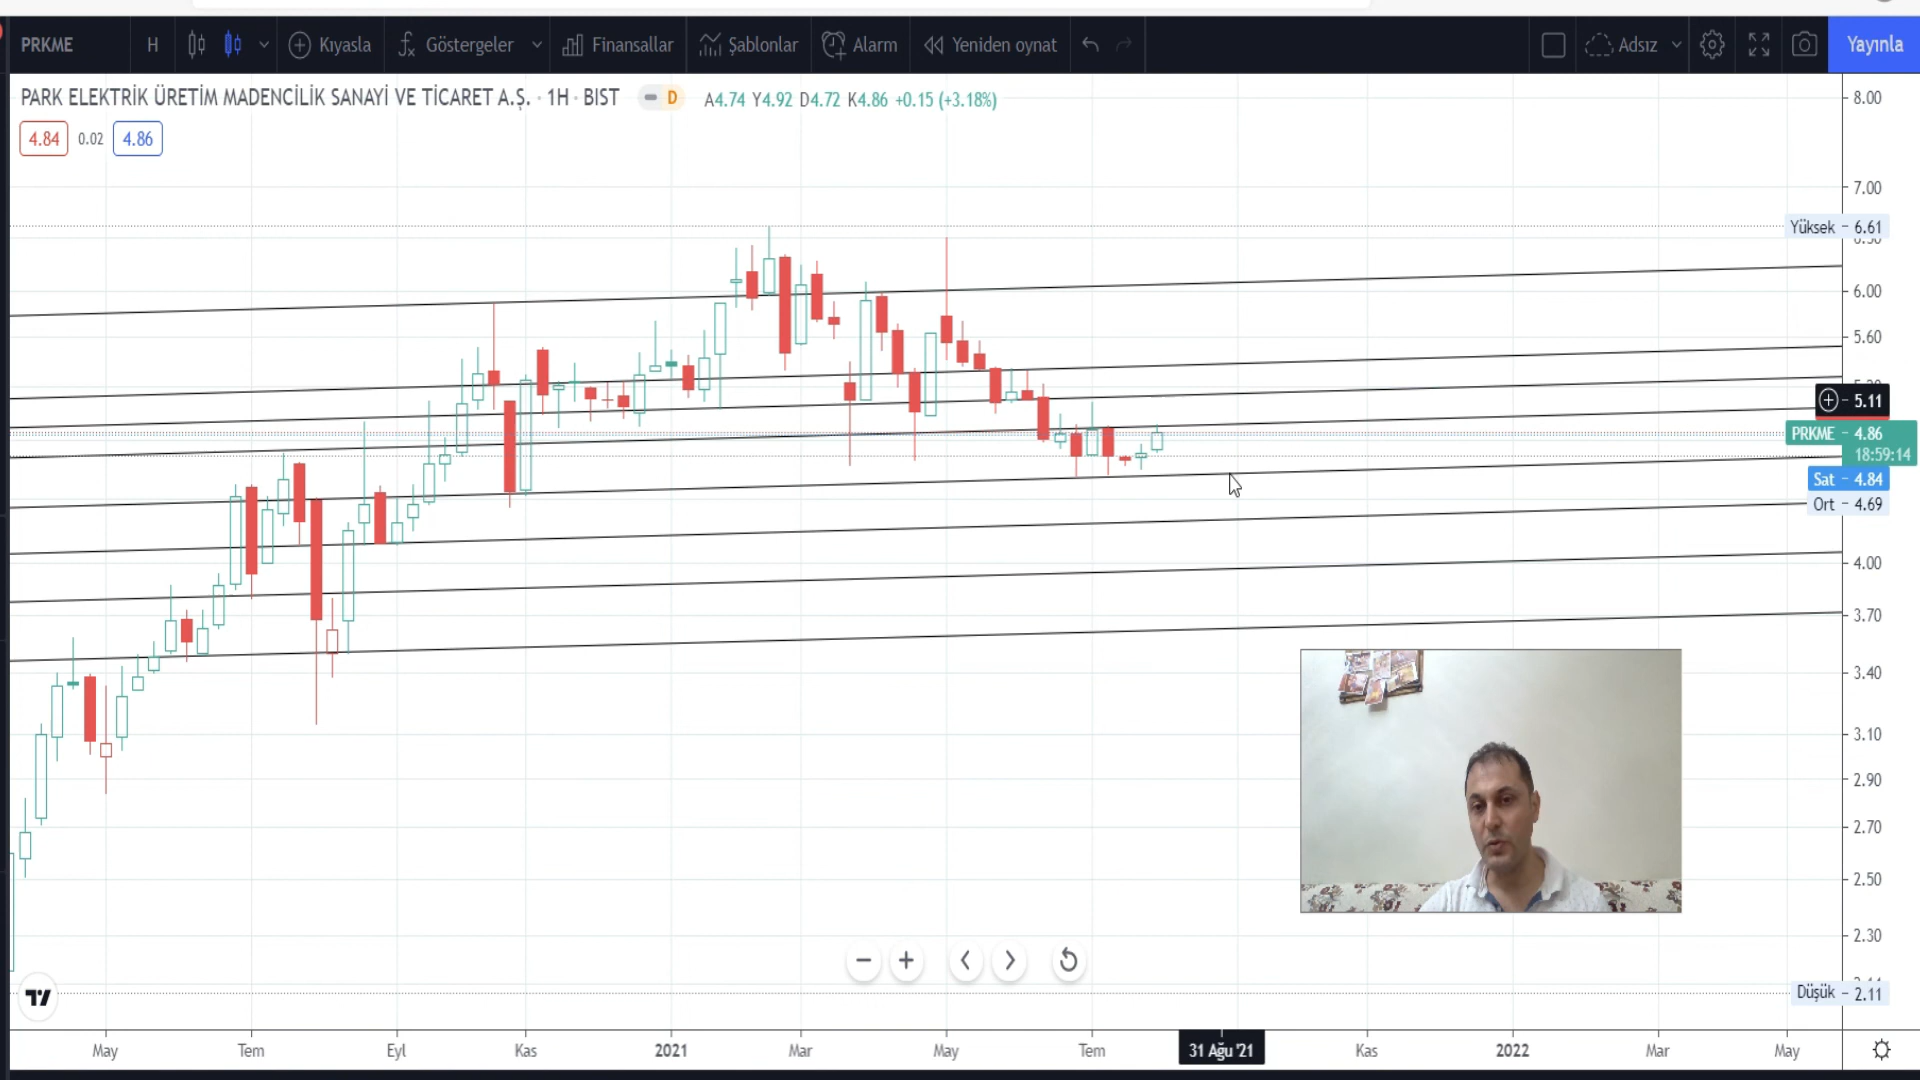 PRKME H Kıyasla Göstergeler Finansallar Şablonlar Alarm Yeniden oynat Adsız Yayınla
PARK ELEKTRİK ÜRETİM MADENCİLİK SANAYİ VE TİCARET A.Ş. · 1H · BIST D A4.74 Y4.92 D4.72 K4.86 +0.15 (+3.18%)
4.84 0.02 4.86
8.00
7.00
Yüksek 6.61
6.00
5.60
5.11
PRKME 4.86
18:59:14
Sat 4.84
Ort 4.69
4.00
3.70
3.40
3.10
2.90
2.70
2.50
2.30
Düşük 2.11
May Tem Eyl Kas 2021 Mar May Tem 31 Ağu '21 Kas 2022 Mar May